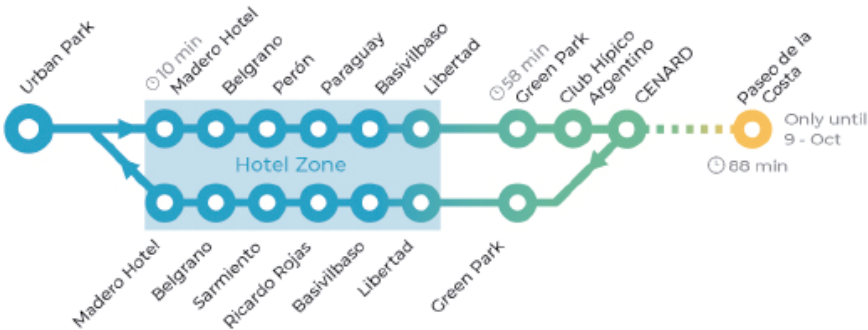 Urban Park
10 min
Madero Hotel
Belgrano
Perón
Paraguay
Basivilbaso
Libertad
58 min
Green Park
Club Hípico
Argentino
CENARD
Paseo de la
Costa
Only until
9 - Oct
88 min
Hotel Zone
Madero Hotel
Belgrano
Sarmiento
Ricardo Rojas
Basivilbaso
Libertad
Green Park